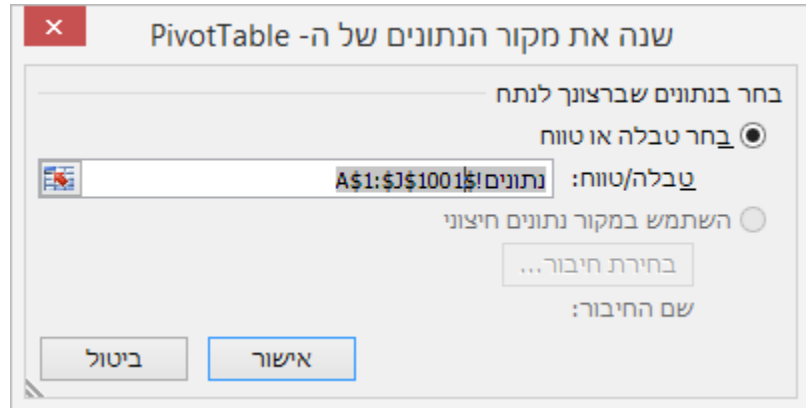 שנה את מקור הנתונים של ה- PivotTable
בחר בנתונים שברצונך לנתח
בחר טבלה או טווח
טבלה/טווח: נתונים!$A$1:$J$1001
השתמש במקור נתונים חיצוני
בחירת חיבור...
שם החיבור:
אישור ביטול